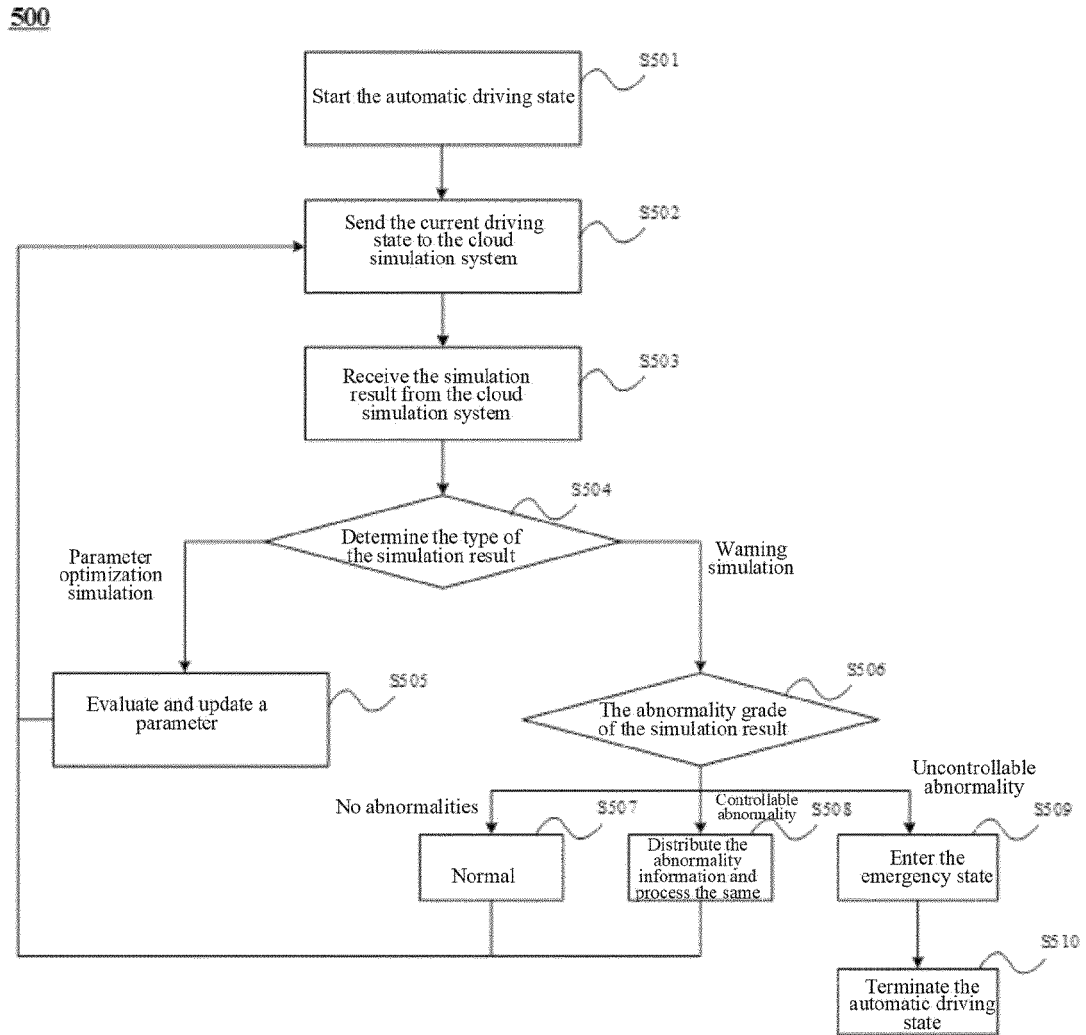 500
S501
Start the automatic driving state
S502
Send the current driving
state to the cloud
simulation system
S503
Receive the simulation
result from the cloud
simulation system
S504
Determine the type of
the simulation result
Parameter
optimization
simulation
Warning
simulation
S505
Evaluate and update a
parameter
S506
The abnormality grade
of the simulation result
No abnormalities
Controllable
abnormality
Uncontrollable
abnormality
S507
Normal
S508
Distribute the
abnormality
information and
process the same
S509
Enter the
emergency state
S510
Terminate the
automatic driving
state